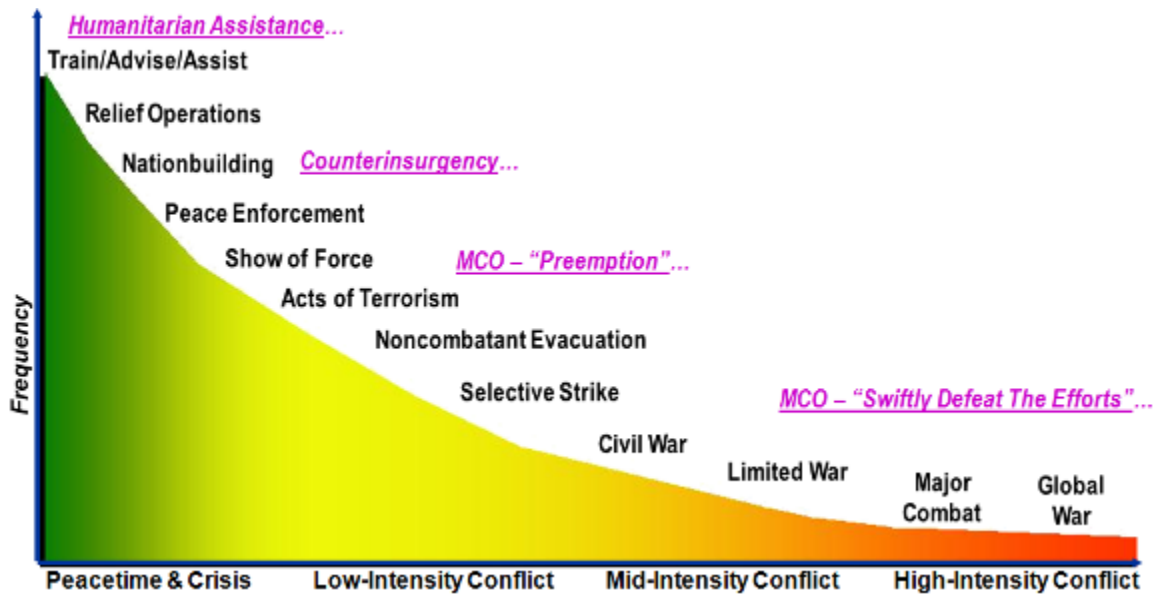 Humanitarian Assistance…
Train/Advise/Assist
Relief Operations
Nationbuilding
Counterinsurgency…
Peace Enforcement
Show of Force
MCO – “Preemption”…
Acts of Terrorism
Noncombatant Evacuation
Selective Strike
MCO – “Swiftly Defeat The Efforts”…
Civil War
Limited War
Major
Combat
Global
War
Frequency
Peacetime & Crisis
Low-Intensity Conflict
Mid-Intensity Conflict
High-Intensity Conflict